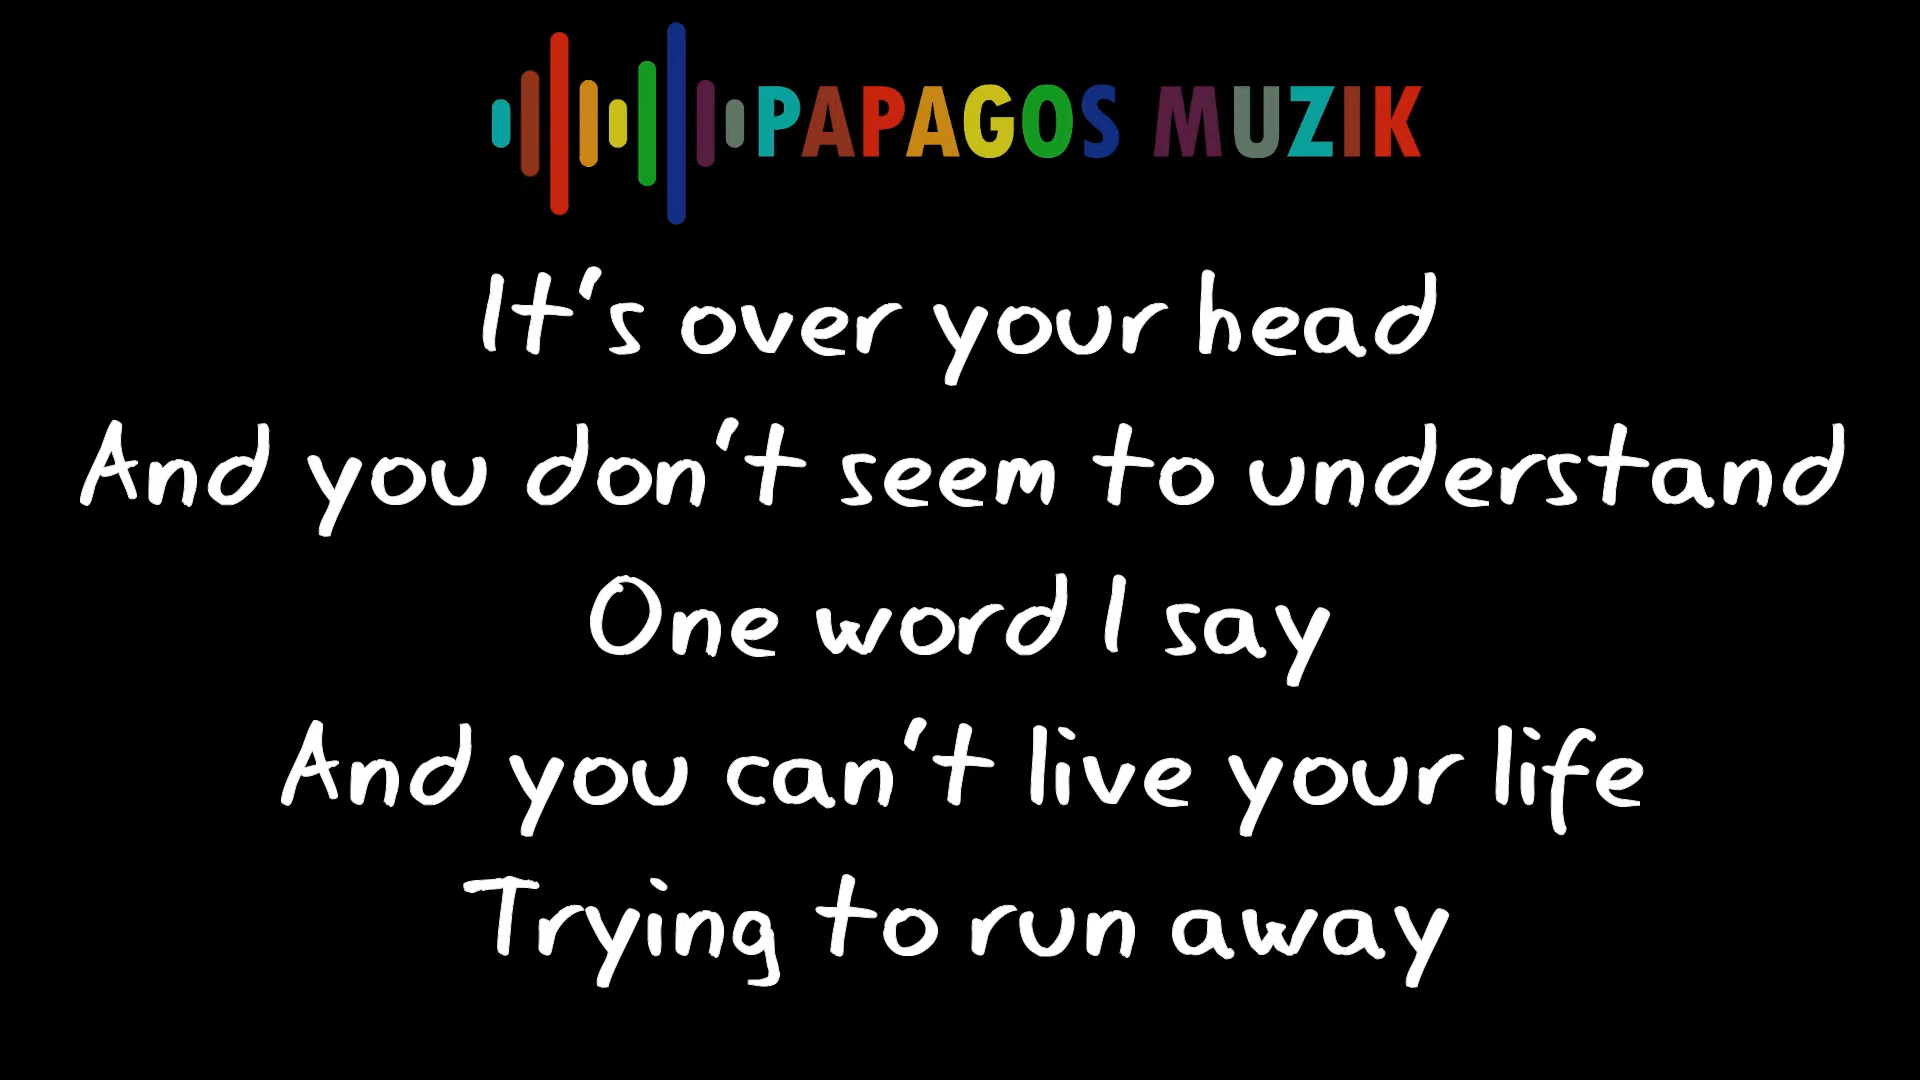 PAPAGOS MUZIK
It's over your head
And you don't seem to understand
One word I say
And you can't live your life
Trying to run away